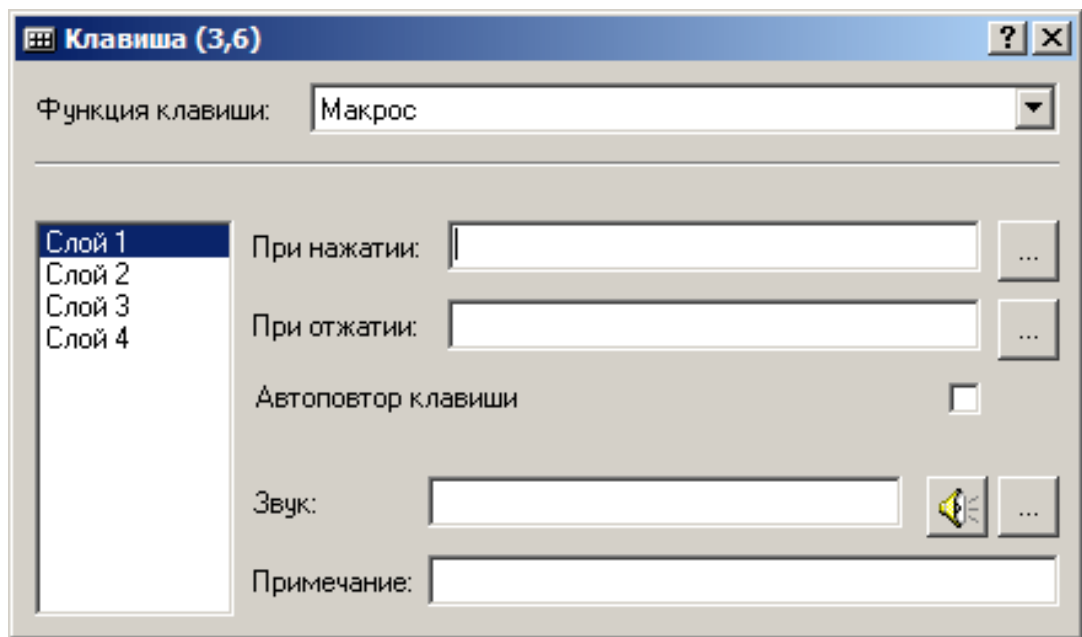 Клавиша (3,6)
Функция клавиши: Макрос
Слой 1
Слой 2
Слой 3
Слой 4
При нажатии: ...
При отжатии: ...
Автоповтор клавиши
Звук: ...
Примечание: